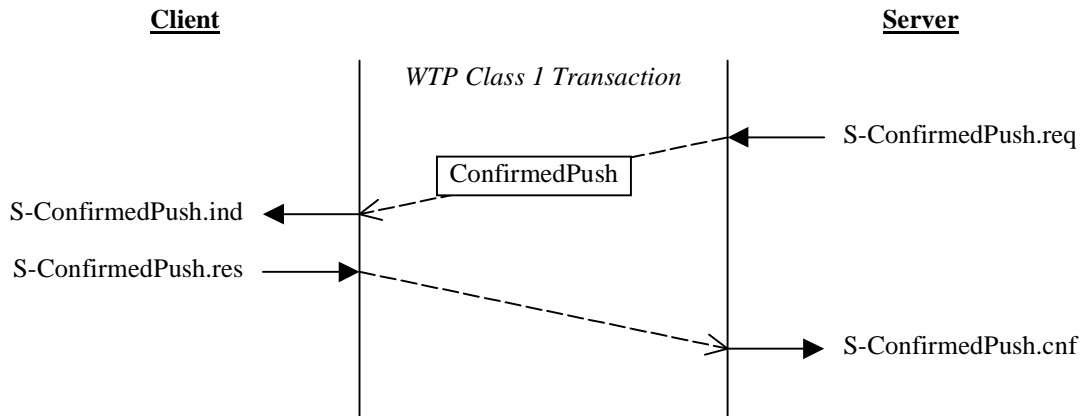 Client
Server
WTP Class 1 Transaction
S-ConfirmedPush.req
ConfirmedPush
S-ConfirmedPush.ind
S-ConfirmedPush.res
S-ConfirmedPush.cnf